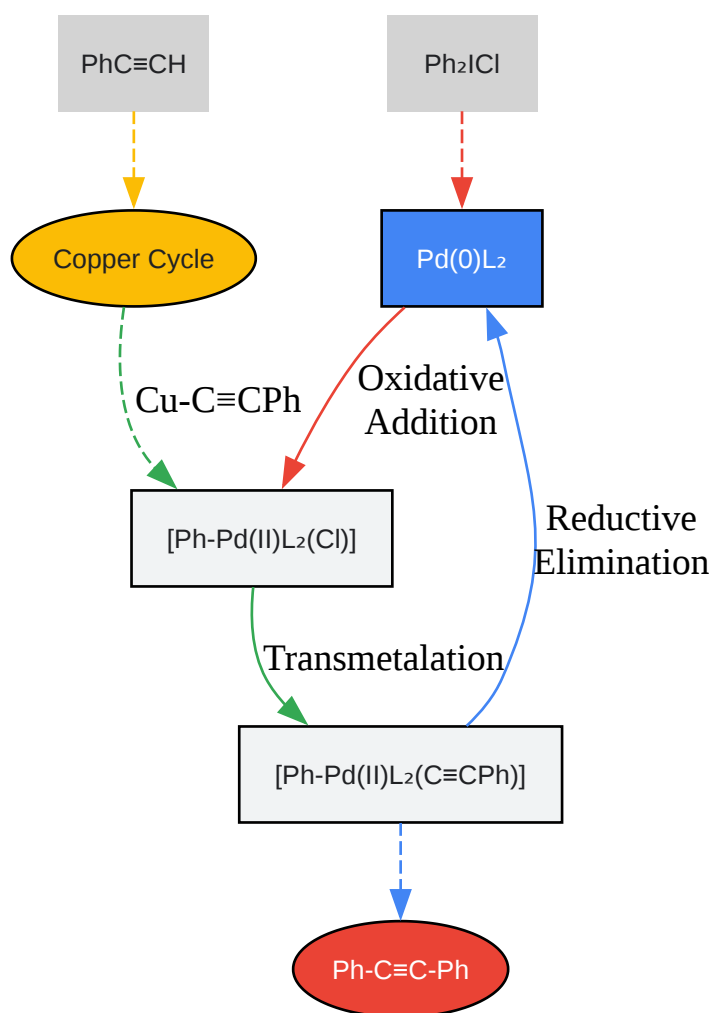 PhC≡CH
Ph₂ICl
Copper Cycle
Pd(0)L₂
Cu-C≡CPh
Oxidative
Addition
[Ph-Pd(II)L₂(Cl)]
Reductive
Elimination
Transmetalation
[Ph-Pd(II)L₂(C≡CPh)]
Ph-C≡C-Ph